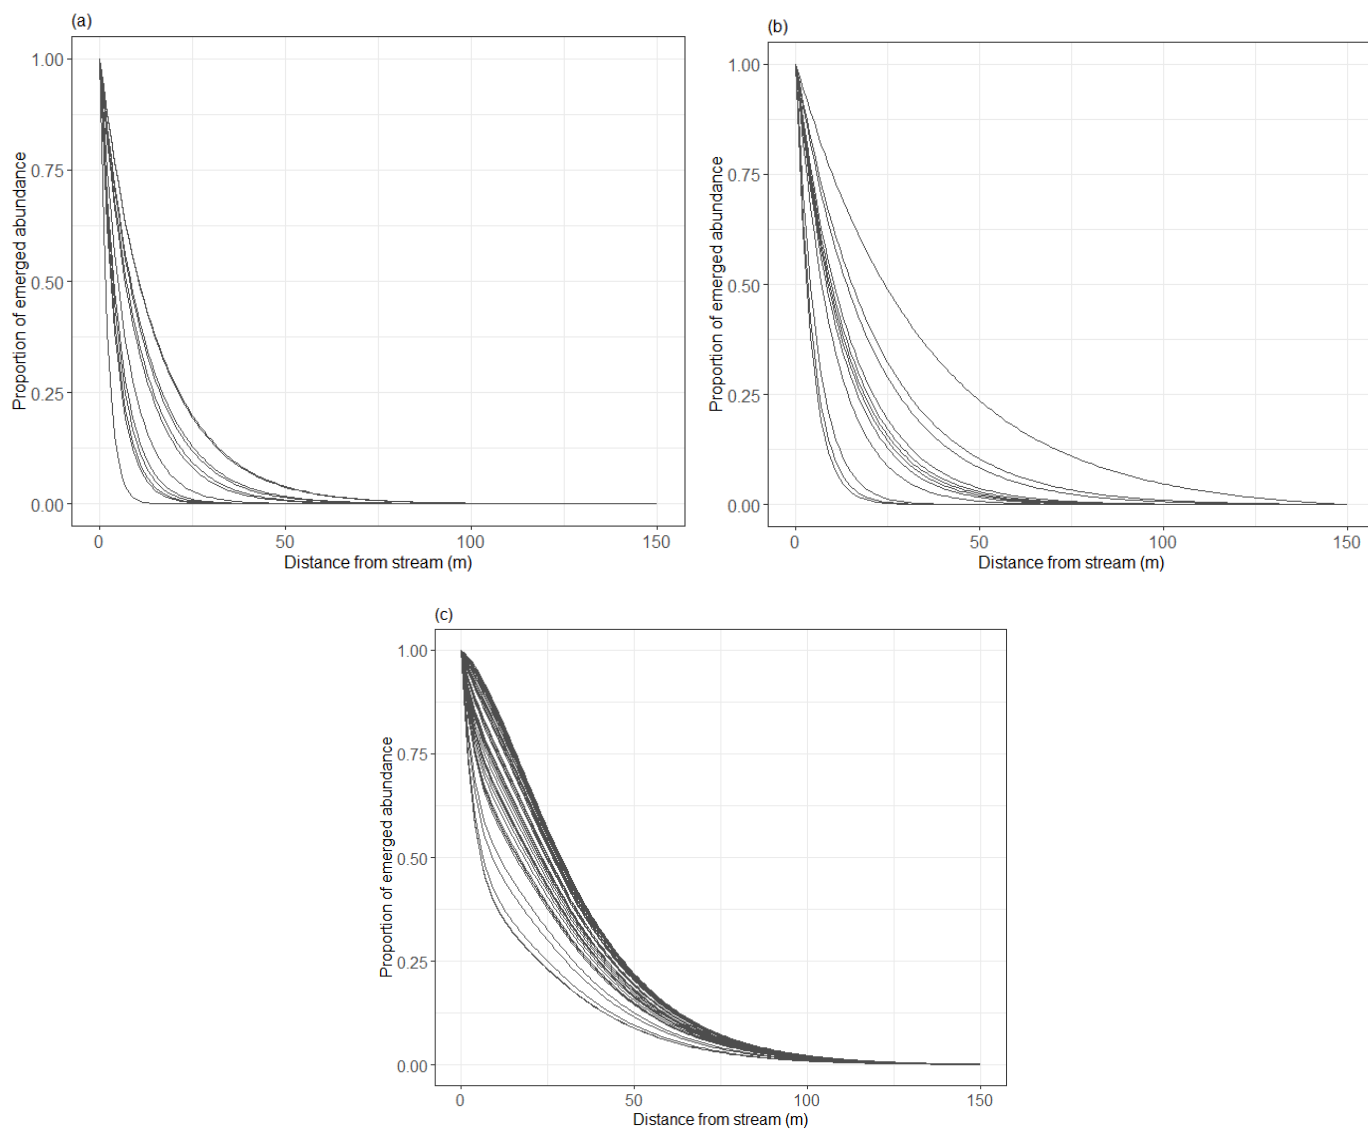 (a)
1.00
0.75
0.50
0.25
0.00
Proportion of emerged abundance
0 50 100 150
Distance from stream (m)
(b)
1.00
0.75
0.50
0.25
0.00
Proportion of emerged abundance
0 50 100 150
Distance from stream (m)
(c)
1.00
0.75
0.50
0.25
0.00
Proportion of emerged abundance
0 50 100 150
Distance from stream (m)